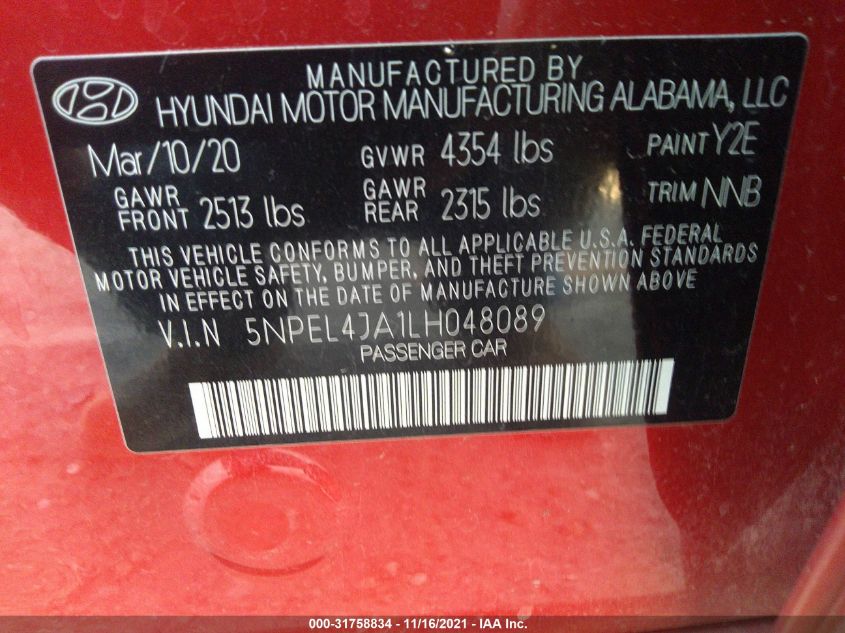 MANUFACTURED BY
HYUNDAI MOTOR MANUFACTURING ALABAMA, LLC
Mar/10/20 GVWR 4354 lbs PAINT Y2E
GAWR FRONT 2513 lbs GAWR REAR 2315 lbs TRIM NNB
THIS VEHICLE CONFORMS TO ALL APPLICABLE U.S.A. FEDERAL
MOTOR VEHICLE SAFETY, BUMPER, AND THEFT PREVENTION STANDARDS
IN EFFECT ON THE DATE OF MANUFACTURE SHOWN ABOVE
V.I.N 5NPEL4JA1LH048089
PASSENGER CAR
000-31758834 - 11/16/2021 - IAA Inc.